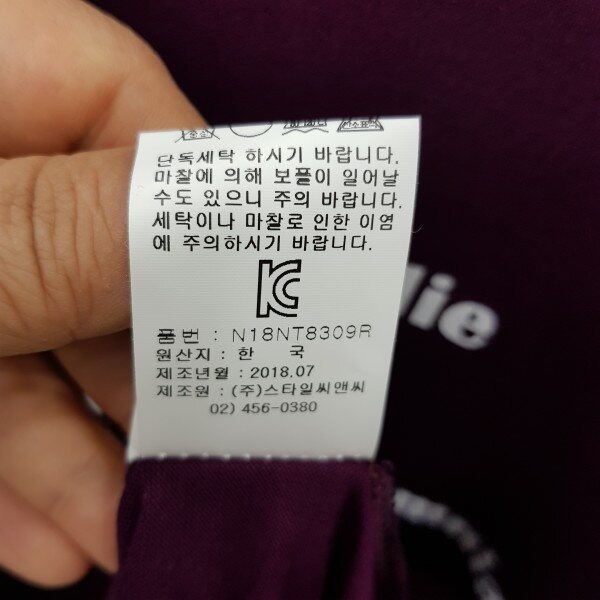 단독세탁 하시기 바랍니다.
마찰에 의해 보풀이 일어날
수도 있으니 주의 바랍니다.
세탁이나 마찰로 인한 이염
에 주의하시기 바랍니다.
KC
품 번 : N18NT8309R
원산지 : 한 국
제조년월 : 2018.07
제조원 : (주)스타일씨앤씨
02) 456-0380
lie